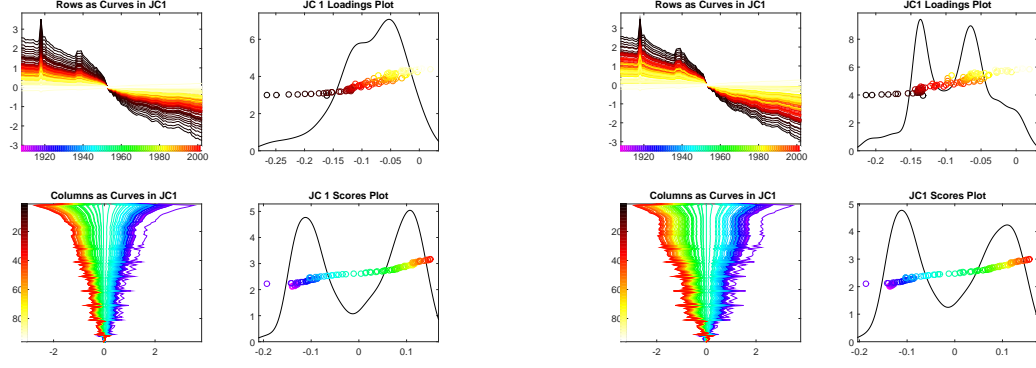 Rows as Curves in JC1
3
2
1
0
-1
-2
-3
1920 1940 1960 1980 2000
JC 1 Loadings Plot
6
4
2
0
-0.25 -0.2 -0.15 -0.1 -0.05 0
Rows as Curves in JC1
3
2
1
0
-1
-2
-3
1920 1940 1960 1980 2000
JC 1 Loadings Plot
8
6
4
2
0
-0.2 -0.15 -0.1 -0.05 0
Columns as Curves in JC1
20
40
60
80
-2 0 2
JC 1 Scores Plot
5
4
3
2
1
0
-0.2 -0.1 0 0.1
Columns as Curves in JC1
20
40
60
80
-2 0 2
JC1 Scores Plot
5
4
3
2
1
0
-0.2 -0.1 0 0.1